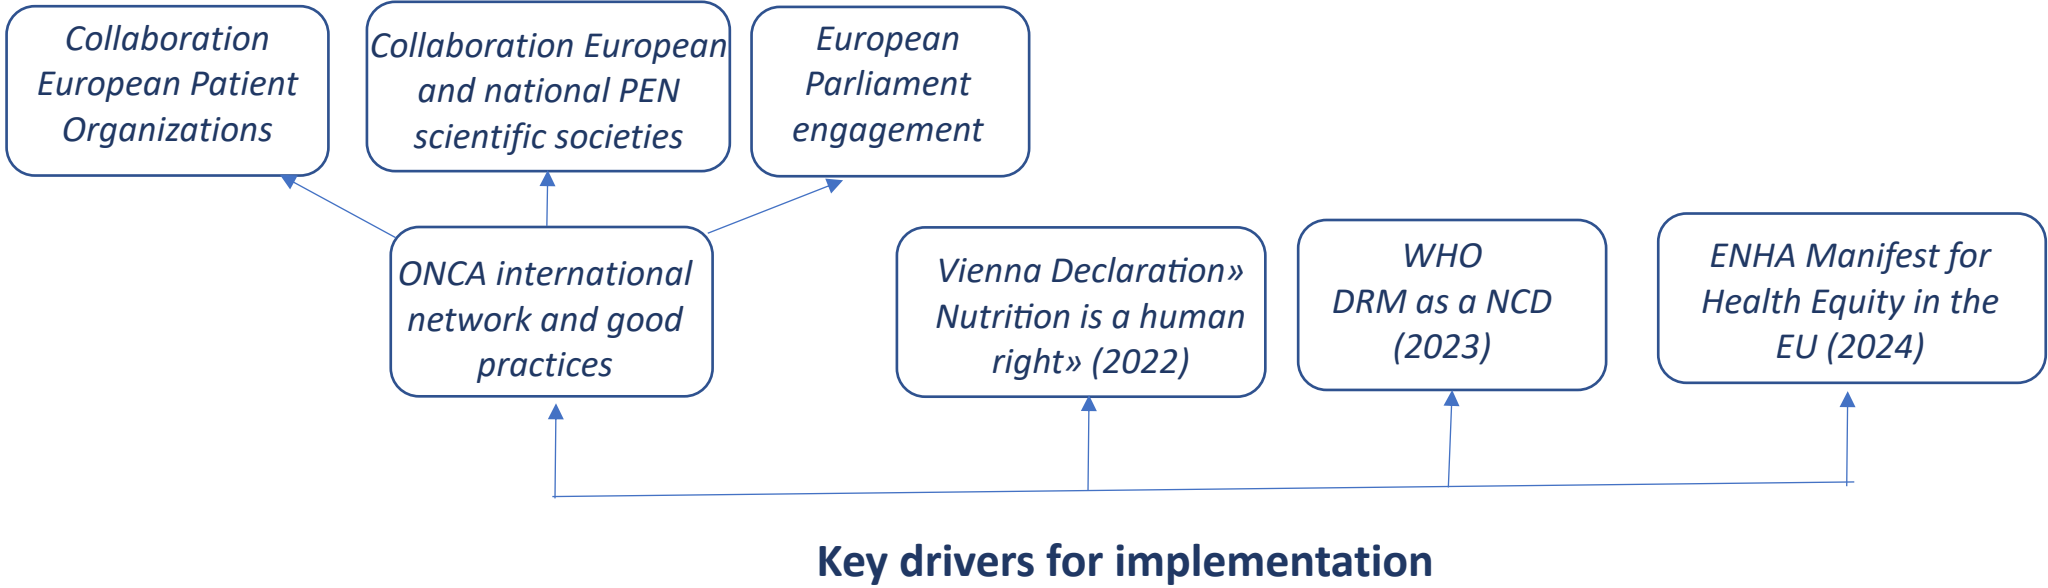 Collaboration
European Patient
Organizations
Collaboration European
and national PEN
scientific societies
European
Parliament
engagement
ONCA international
network and good
practices
Vienna Declaration»
Nutrition is a human
right» (2022)
WHO
DRM as a NCD
(2023)
ENHA Manifest for
Health Equity in the
EU (2024)
Key drivers for implementation